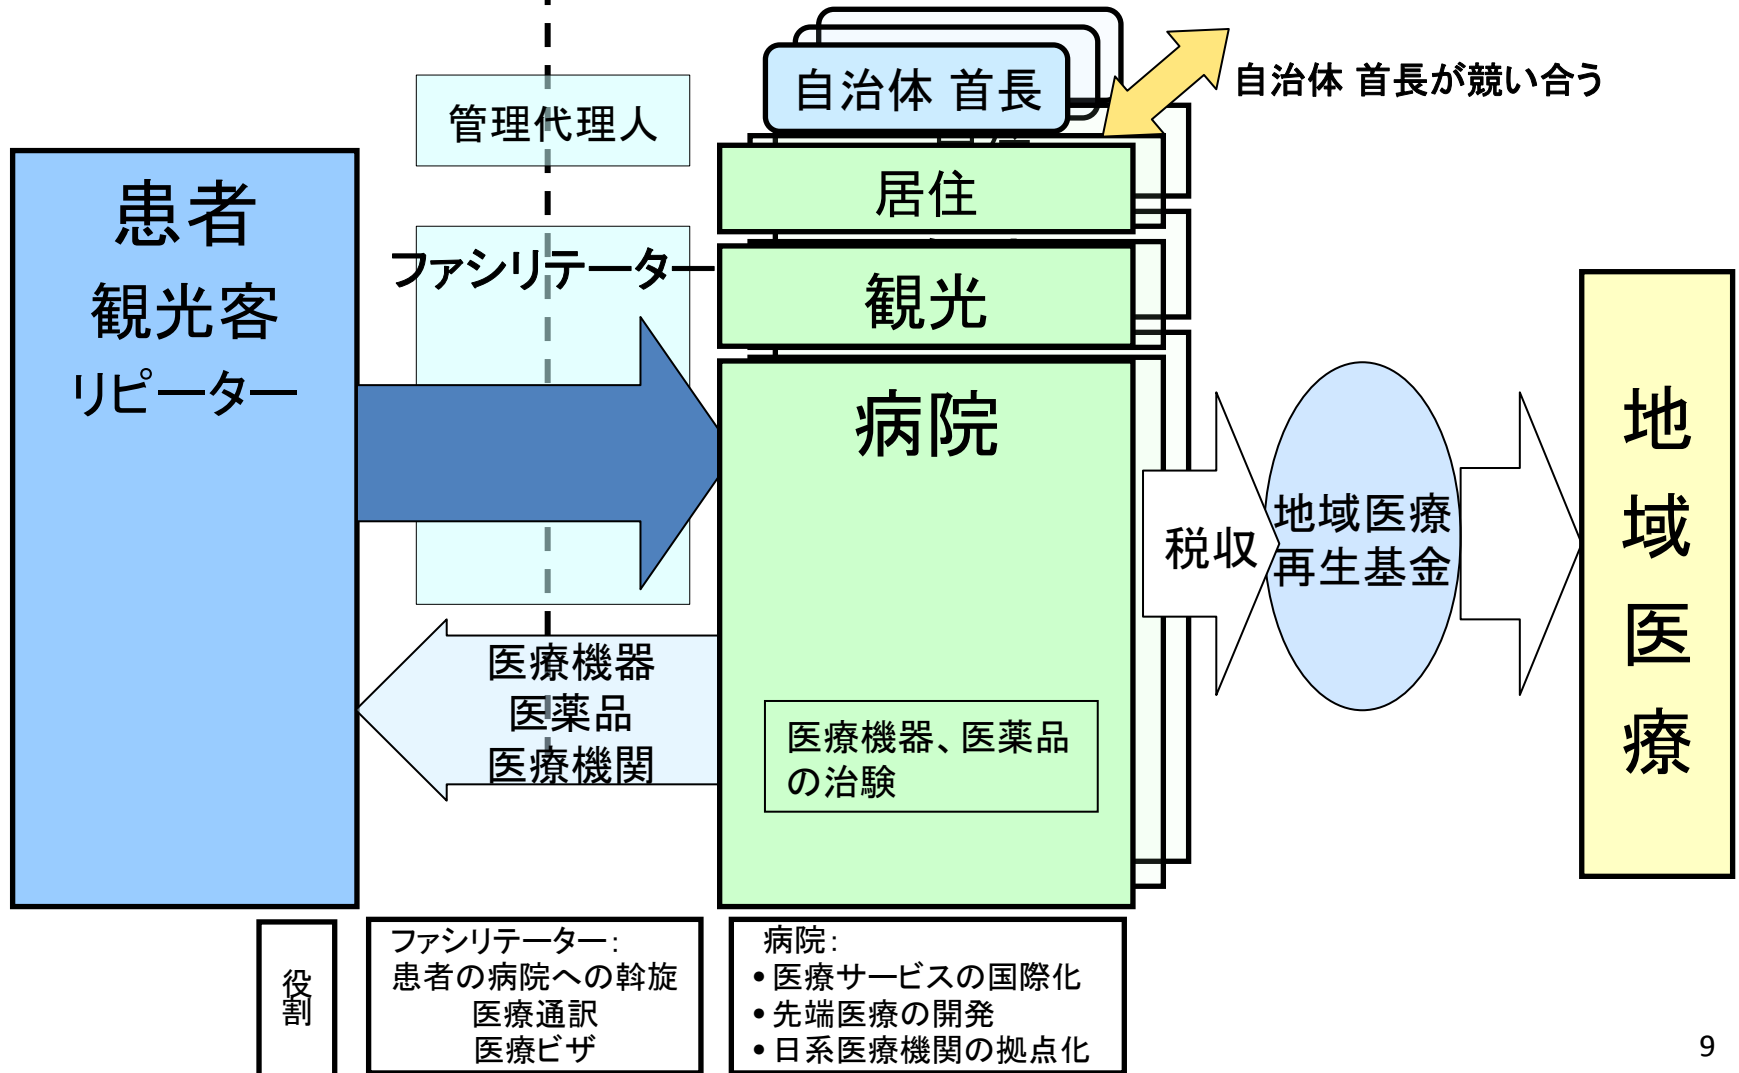 自治体 首長
自治体 首長が競い合う
管理代理人
患者
観光客
リピーター
ファシリテーター
居住
観光
病院
医療機器、医薬品
の治験
医療機器
医薬品
医療機関
税収
地域医療
再生基金
地域医療
役割
ファシリテーター：
患者の病院への斡旋
医療通訳
医療ビザ
病院：
•医療サービスの国際化
•先端医療の開発
•日系医療機関の拠点化
9